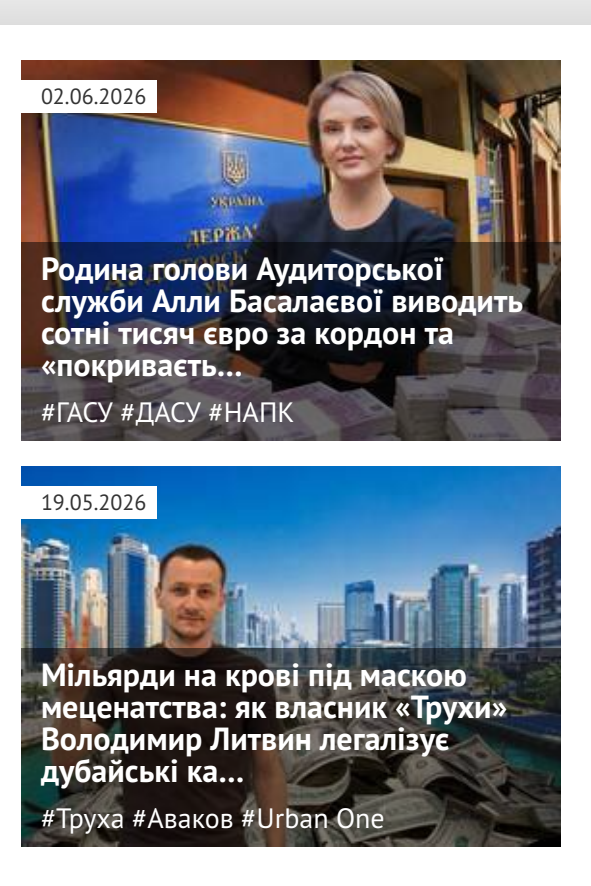 02.06.2026
УКРАЇНА
ДЕРЖА
Родина голови Аудиторської
служби Алли Басалаєвої виводить
сотні тисяч євро за кордон та
«покриваєть...
#ГАСУ #ДАСУ #НАПК
19.05.2026
Мільярди на крові під маскою
меценатства: як власник «Трухи»
Володимир Литвин легалізує
дубайські ка...
#Труха #Аваков #Urban One